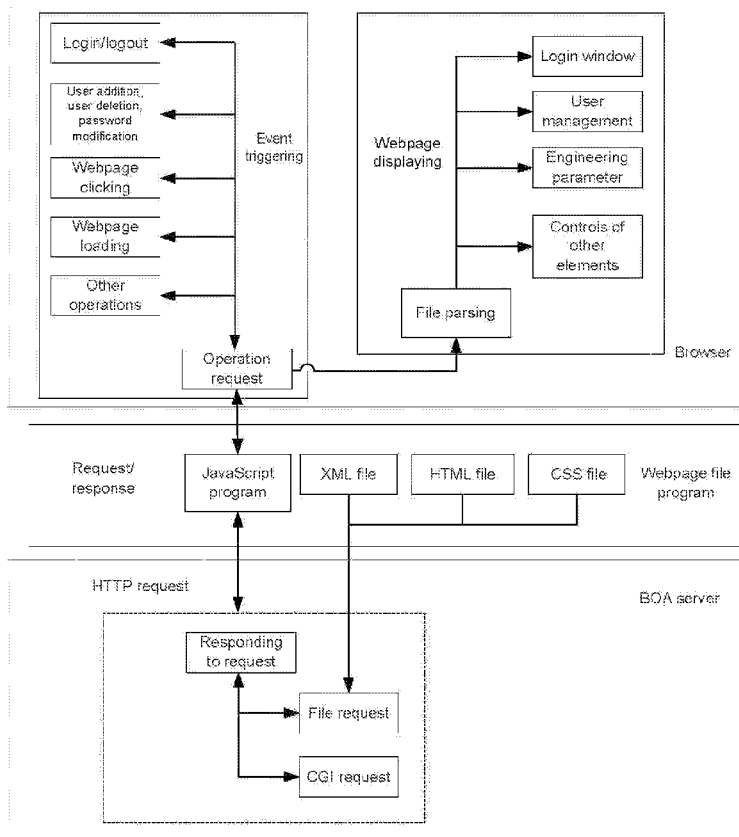 Login/logout
User addition,
user deletion,
password
modification
Event
triggering
Webpage
clicking
Webpage
loading
Other
operations
Operation
request
Login window
User
management
Webpage
displaying
Engineering
parameter
Controls of
other
elements
File parsing
Browser
Request/
response
JavaScript
program
XML file
HTML file
CSS file
Webpage file
program
HTTP request
BOA server
Responding
to request
File request
CGI request